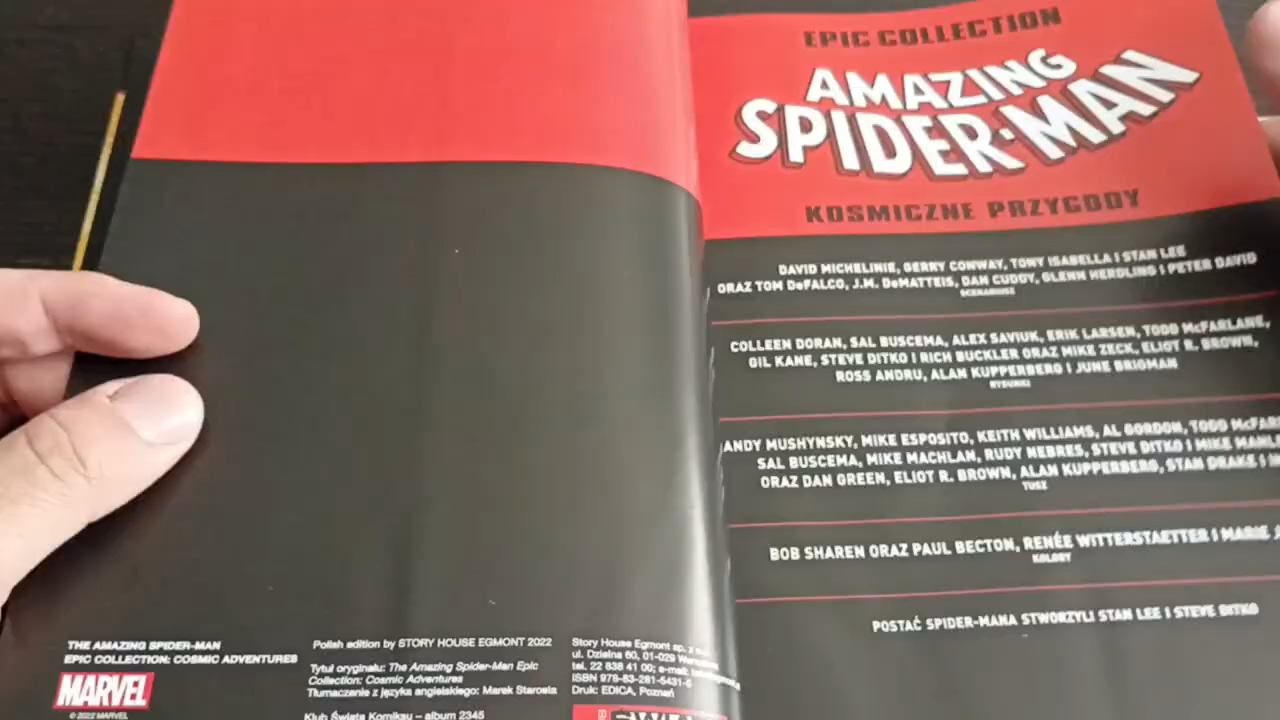 THE AMAZING SPIDER-MAN
EPIC COLLECTION: COSMIC ADVENTURES
MARVEL
© 2022 MARVEL
Polish edition by STORY HOUSE EGMONT 2022
Tytuł oryginału: The Amazing Spider-Man Epic
Collection: Cosmic Adventures
Tłumaczenie z języka angielskiego: Marek Starosta
Klub Świata Komiksu – album 2345
Story House Egmont sp. z
ul. Dzielna 60, 01-029
tel. 22 838 41 00;
ISBN 978-83-281-5431-5
Druk: EDICA, Poznań
EPIC COLLECTION
AMAZING
SPIDER-MAN
KOSMICZNE PRZYGODY
DAVID MICHELINIE, GERRY CONWAY, TONY ISABELLA I STAN LEE
ORAZ TOM DeFALCO, J.M. DeMATTEIS, DAN CUDDY, GLENN HERDLING I PETER DAVID
SCENARIUSZ
COLLEEN DORAN, SAL BUSCEMA, ALEX SAVIUK, ERIK LARSEN, TODD McFARLANE,
GIL KANE, STEVE DITKO I RICH BUCKLER ORAZ MIKE ZECK, ELIOT R. BROWN,
ROSS ANDRU, ALAN KUPPERBERG I JUNE BRIGMAN
RYSUNKI
ANDY MUSHYNSKY, MIKE ESPOSITO, KEITH WILLIAMS, AL GORDON, TODD
SAL BUSCEMA, MIKE MACHLAN, RUDY NEBRES, STEVE DITKO I MIKE
ORAZ DAN GREEN, ELIOT R. BROWN, ALAN KUPPERBERG, STAN DRAKE I
TUSZ
BOB SHAREN ORAZ PAUL BECTON, RENÉE WITTERSTAETTER I MARIE
KOLORY
POSTAĆ SPIDER-MANA STWORZYLI STAN LEE I STEVE DITKO